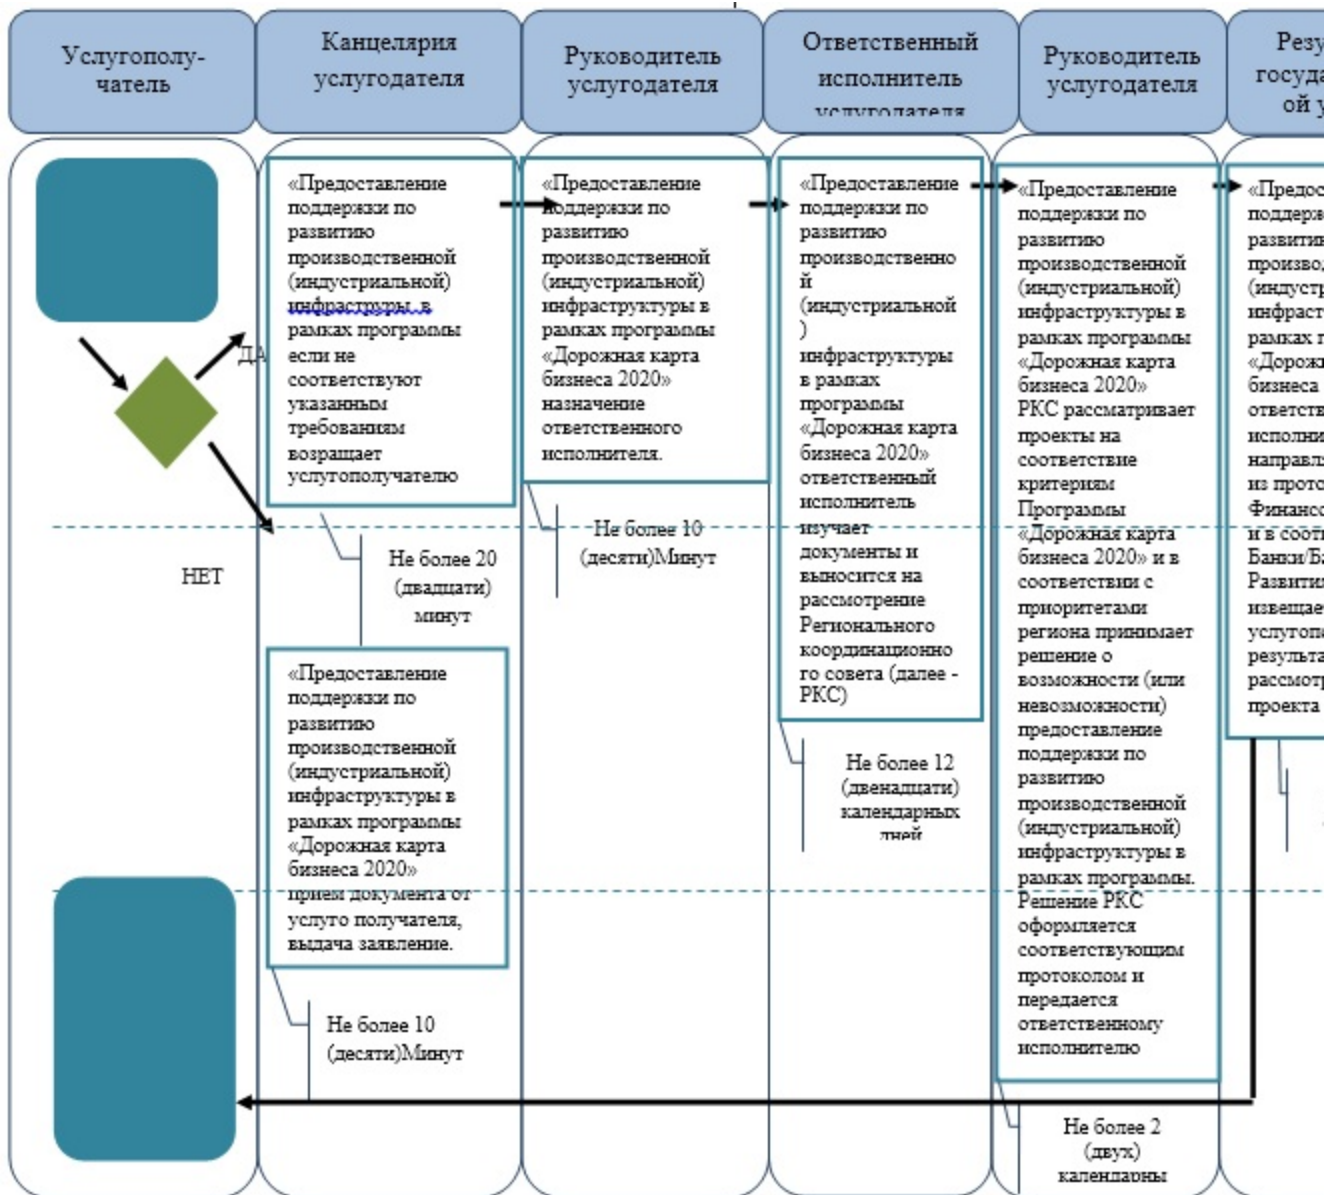 Услугополу-
чатель
Канцелярия
услугодателя
Руководитель
услугодателя
Ответственный
исполнитель
услугодателя
Руководитель
услугодателя
ДА
НЕТ
«Предоставление
поддержки по
развитию
производственной
(индустриальной)
инфраструры в
рамках программы
если не
соответствуют
указанным
требованиям
возращает
услугополучателю
Не более 20
(двадцати)
минут
«Предоставление
поддержки по
развитию
производственной
(индустриальной)
инфраструктуры в
рамках программы
«Дорожная карта
бизнеса 2020»
прием документа от
услуго получателя,
выдача заявление.
Не более 10
(десяти)Минут
«Предоставление
поддержки по
развитию
производственной
(индустриальной)
инфраструктуры в
рамках программы
«Дорожная карта
бизнеса 2020»
назначение
ответственного
исполнителя.
Не более 10
(десяти)Минут
«Предоставление
поддержки по
развитию
производственно
й
(индустриальной
)
инфраструктуры
в рамках
программы
«Дорожная карта
бизнеса 2020»
ответственный
исполнитель
изучает
документы и
выносится на
рассмотрение
Регионального
координационно
го совета (далее -
РКС)
Не более 12
(двенадцати)
календарных
дней
«Предоставление
поддержки по
развитию
производственной
(индустриальной)
инфраструктуры в
рамках программы
«Дорожная карта
бизнеса 2020»
РКС рассматривает
проекты на
соответствие
критериям
Программы
«Дорожная карта
бизнеса 2020» и в
соответствии с
приоритетами
региона принимает
решение о
возможности (или
невозможности)
предоставление
поддержки по
развитию
производственной
(индустриальной)
инфраструктуры в
рамках программы.
Решение РКС
оформляется
соответствующим
протоколом и
передается
ответственному
исполнителю
Не более 2
(двух)
календарны
бизнеса
из
и в
проекта